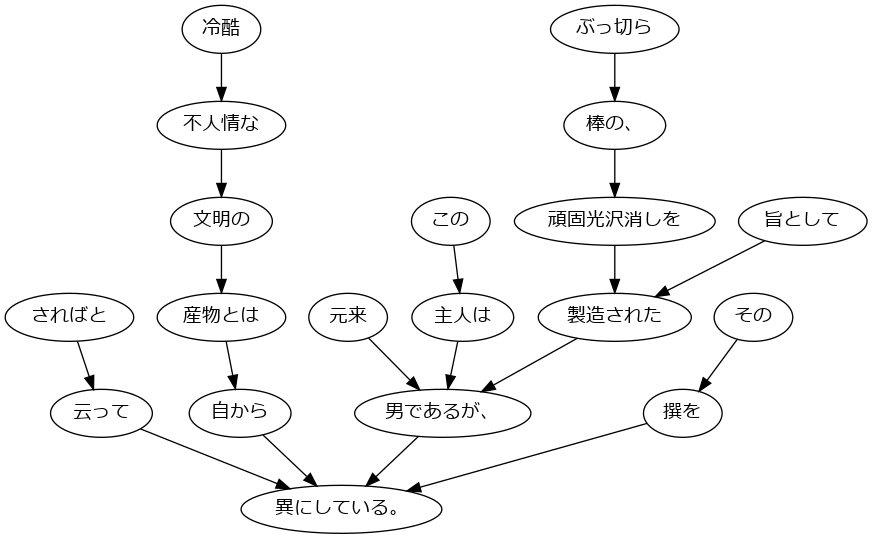 冷酷
ぶっ切ら
不人情な
棒の、
文明の
この
頑固光沢消しを
旨として
さればと
産物とは
元来
主人は
製造された
その
云って
自から
男であるが、
撰を
異にしている。